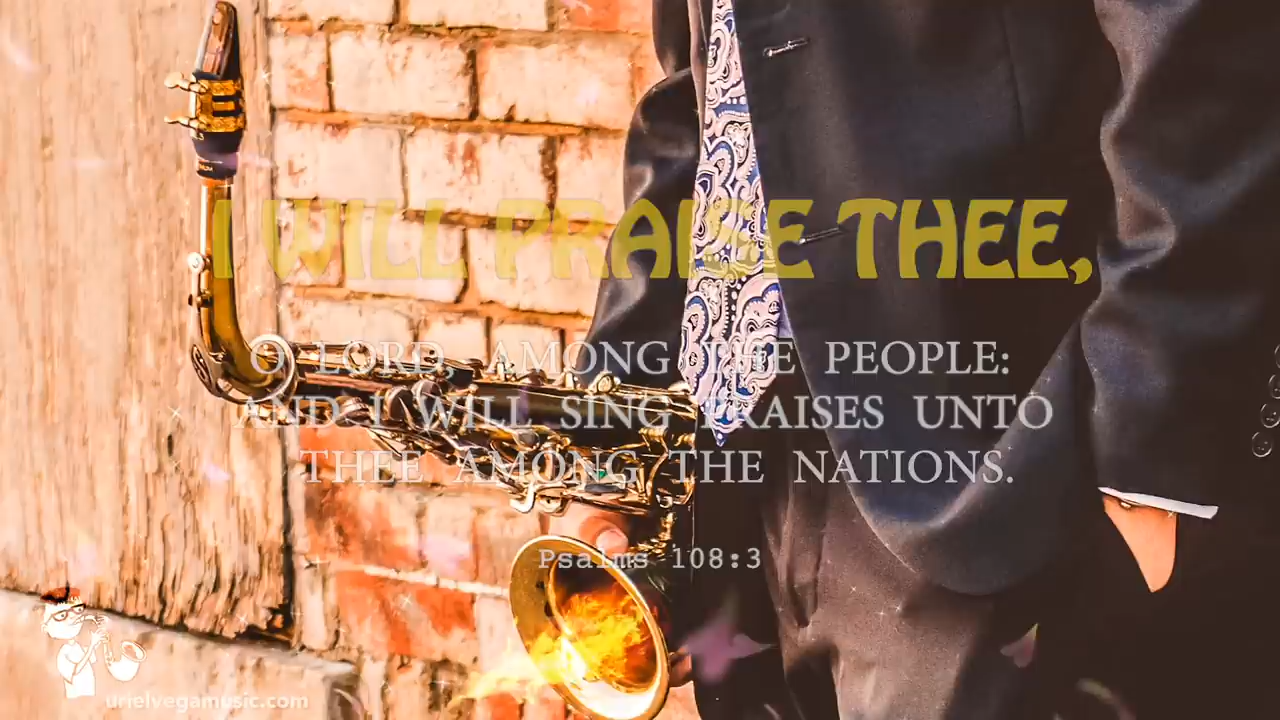 I WILL PRAISE THEE,
O LORD, AMONG THE PEOPLE:
AND I WILL SING PRAISES UNTO
THEE AMONG THE NATIONS.
Psalms 108:3
urielvegamusic.com